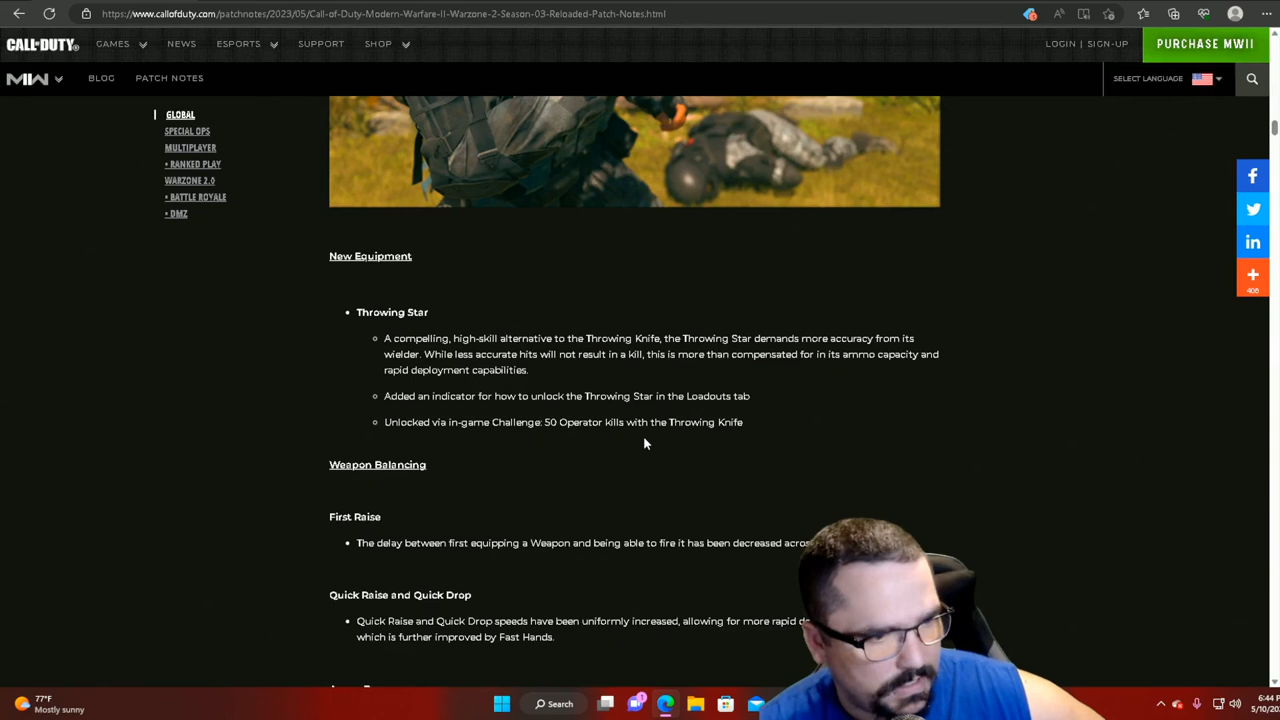 https://www.callofduty.com/patchnotes/2023/05/Call-of-Duty-Modern-Warfare-II-Warzone-2-Season-03-Reloaded-Patch-Notes.html
CALL·DUTY GAMES NEWS ESPORTS SUPPORT SHOP LOGIN | SIGN-UP PURCHASE MWII
MW BLOG PATCH NOTES SELECT LANGUAGE
GLOBAL
SPECIAL OPS
MULTIPLAYER
• RANKED PLAY
WARZONE 2.0
• BATTLE ROYALE
• DMZ
406
New Equipment
• Throwing Star
A compelling, high-skill alternative to the Throwing Knife, the Throwing Star demands more accuracy from its
wielder. While less accurate hits will not result in a kill, this is more than compensated for in its ammo capacity and
rapid deployment capabilities.
Added an indicator for how to unlock the Throwing Star in the Loadouts tab
Unlocked via in-game Challenge: 50 Operator kills with the Throwing Knife
Weapon Balancing
First Raise
• The delay between first equipping a Weapon and being able to fire it has been decreased
Quick Raise and Quick Drop
• Quick Raise and Quick Drop speeds have been uniformly increased, allowing for more rapid
which is further improved by Fast Hands.
77°F
Mostly sunny
Search
1
6:44
5/10